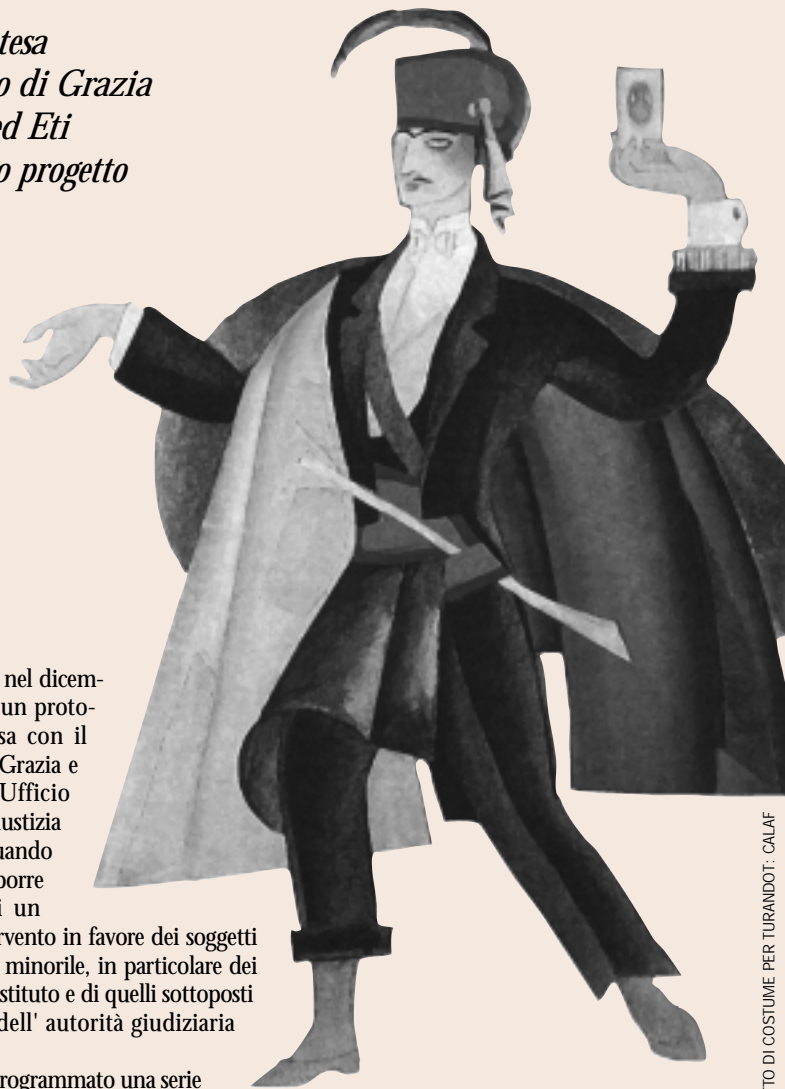 tesa
o di Grazia
ed Eti
o progetto
nel dicem-
un proto-
sa con il
Grazia e
Ufficio
ustizia
uando
porre
i un
rvento in favore dei soggetti
minorile, in particolare dei
stituto e di quelli sottoposti
dell' autorità giudiziaria
rogrammato una serie
TO DI COSTUME PER TURANDOT: CALAF